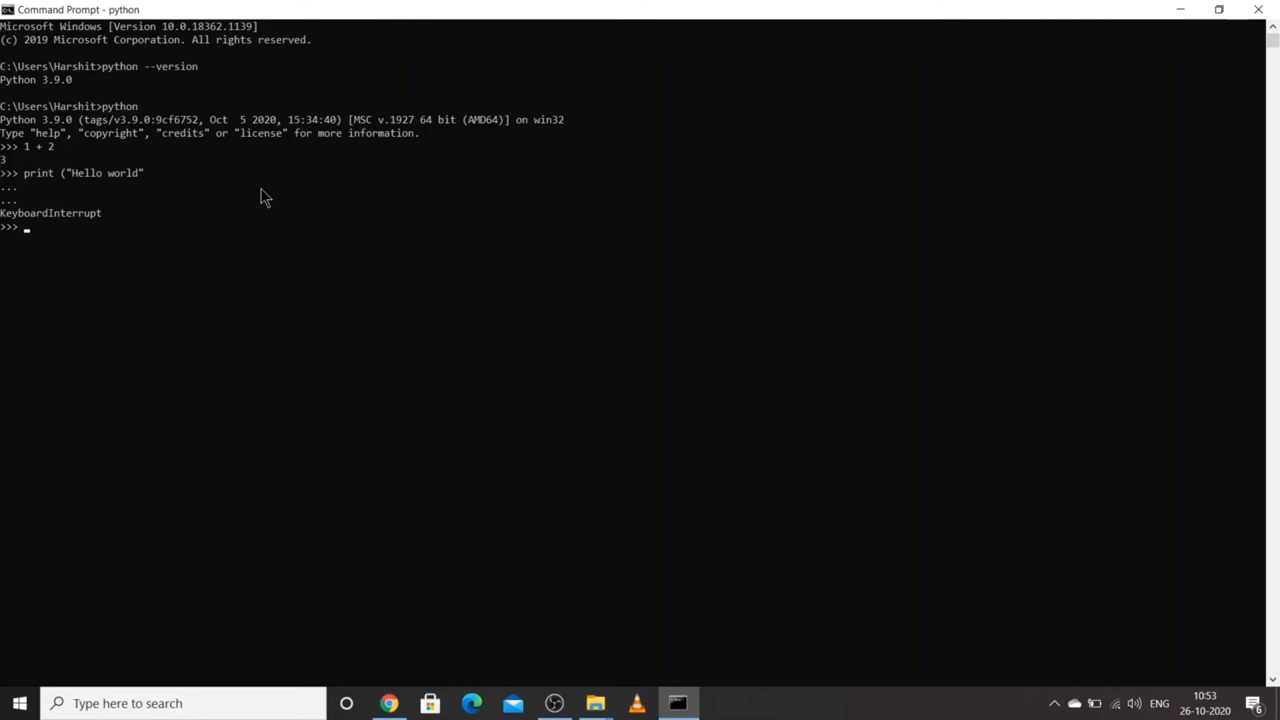 Command Prompt - python
Microsoft Windows [Version 10.0.18362.1139]
(c) 2019 Microsoft Corporation. All rights reserved.
C:\Users\Harshit>python --version
Python 3.9.0
C:\Users\Harshit>python
Python 3.9.0 (tags/v3.9.0:9cf6752, Oct  5 2020, 15:34:40) [MSC v.1927 64 bit (AMD64)] on win32
Type "help", "copyright", "credits" or "license" for more information.
>>> 1 + 2
3
>>> print ("Hello world"
...
...
KeyboardInterrupt
>>> _
Type here to search
ENG
10:53
26-10-2020
6